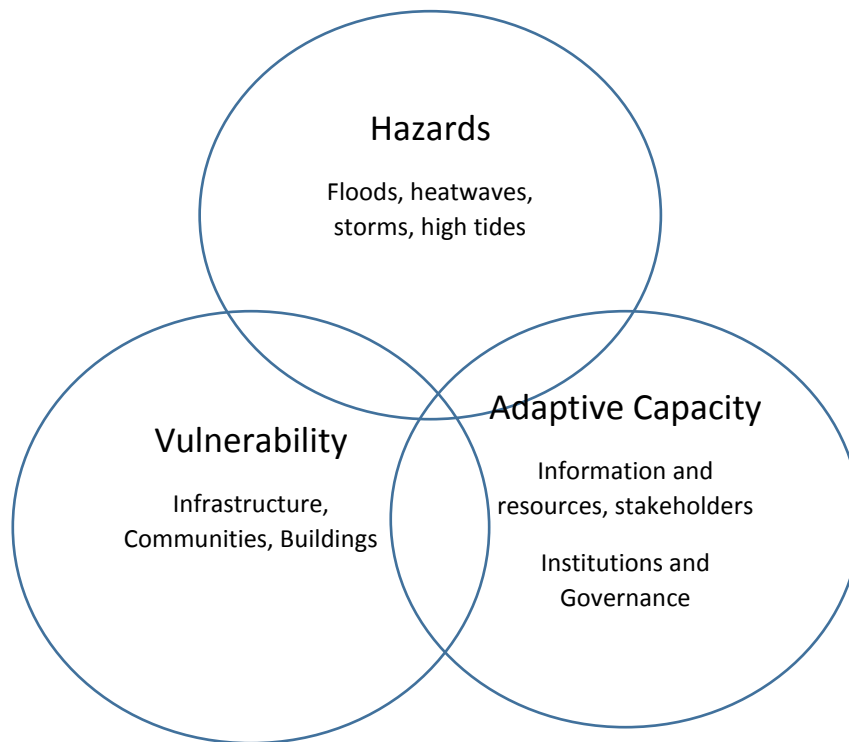 Hazards
Floods, heatwaves,
storms, high tides
Vulnerability
Infrastructure,
Communities, Buildings
Adaptive Capacity
Information and
resources, stakeholders
Institutions and
Governance